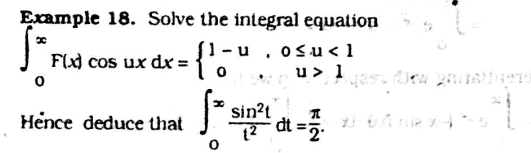 Example 18. Solve the integral equation
∫₀^∞ F(x) cos ux dx = { 1 - u , 0 ≤ u < 1
0 , u > 1
Hence deduce that ∫₀^∞ sin²t / t² dt = π/2.